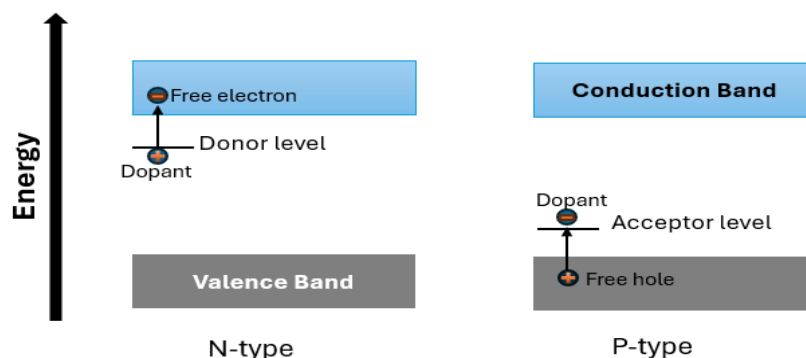 Energy
Free electron
Donor level
Dopant
Valence Band
N-type
Conduction Band
Dopant
Acceptor level
Free hole
P-type